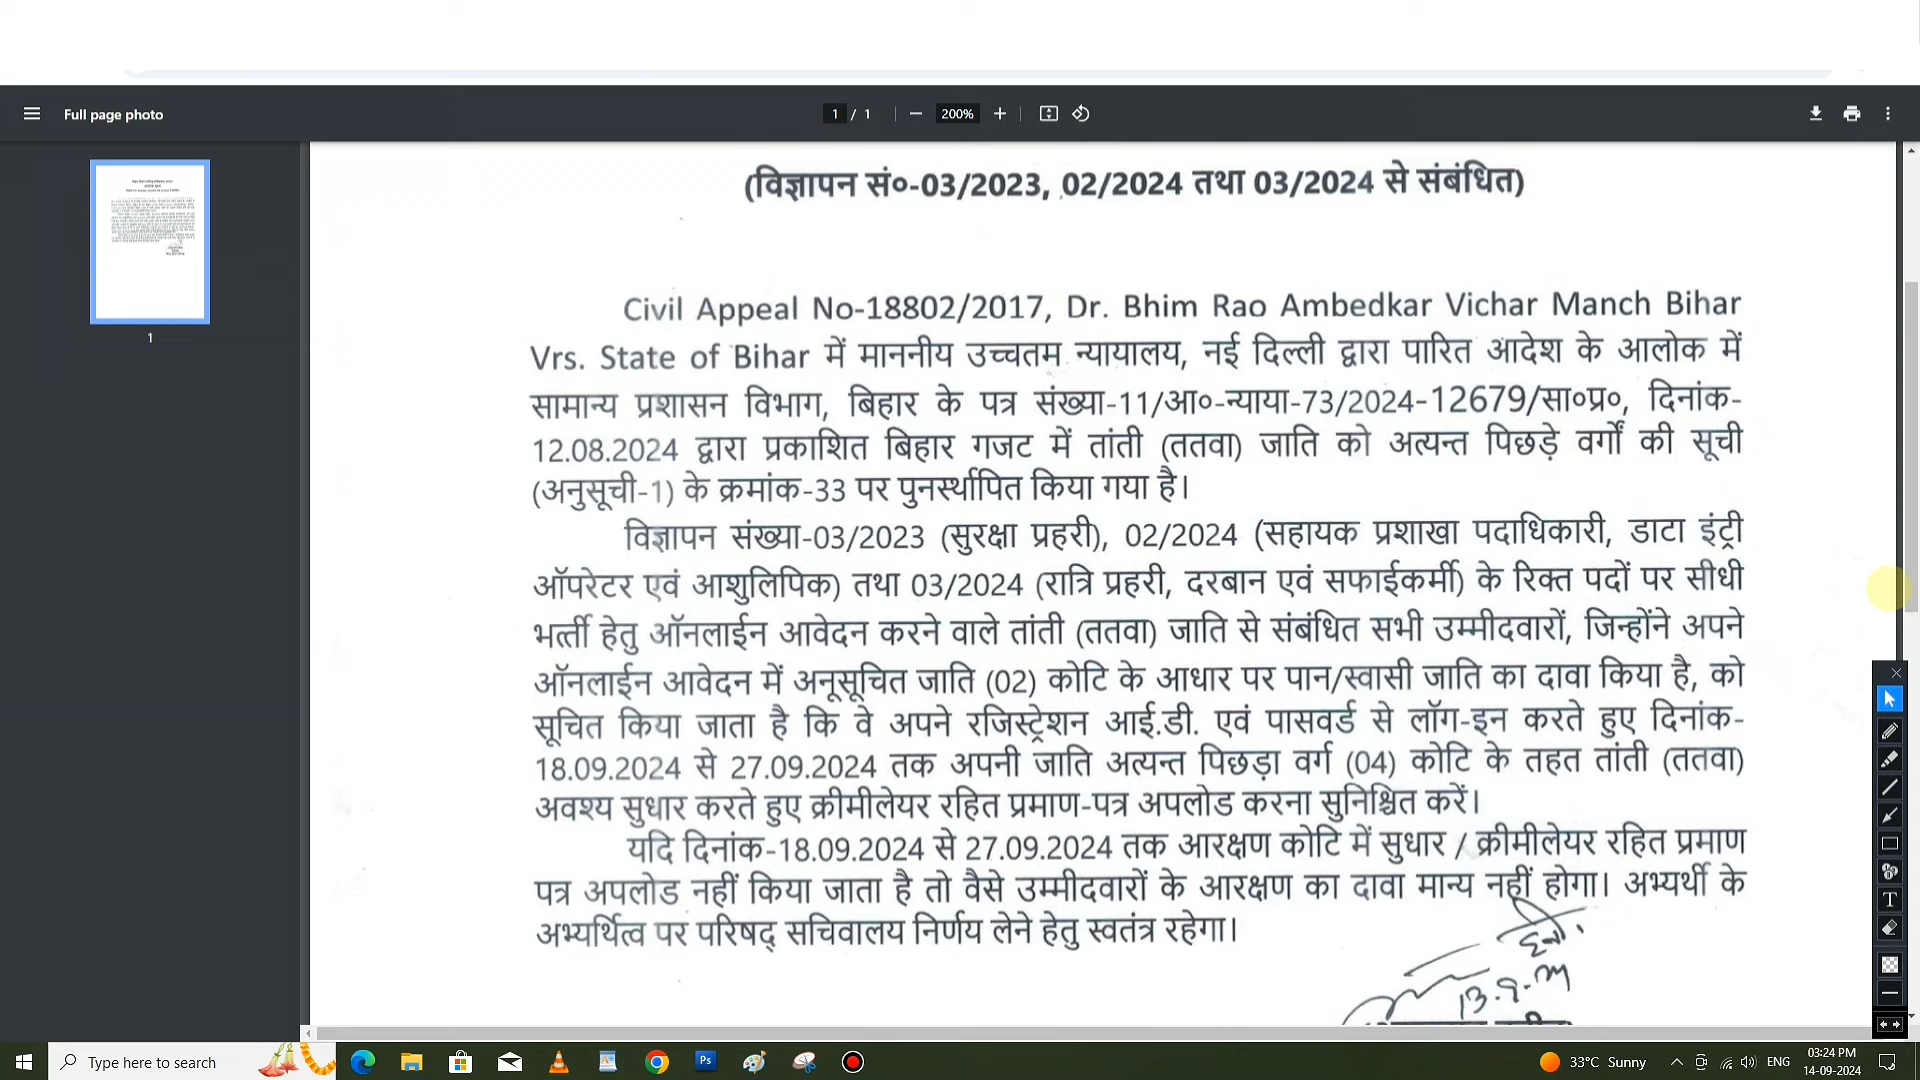 Full page photo
1 / 1
200%
1
(विज्ञापन सं०-03/2023, 02/2024 तथा 03/2024 से संबंधित)
Civil Appeal No-18802/2017, Dr. Bhim Rao Ambedkar Vichar Manch Bihar
Vrs. State of Bihar में माननीय उच्चतम न्यायालय, नई दिल्ली द्वारा पारित आदेश के आलोक में
सामान्य प्रशासन विभाग, बिहार के पत्र संख्या-11/आ०-न्याया-73/2024-12679/सा०प्र०, दिनांक-
12.08.2024 द्वारा प्रकाशित बिहार गजट में तांती (ततवा) जाति को अत्यन्त पिछड़े वर्गों की सूची
(अनुसूची-1) के क्रमांक-33 पर पुनर्स्थापित किया गया है।
विज्ञापन संख्या-03/2023 (सुरक्षा प्रहरी), 02/2024 (सहायक प्रशाखा पदाधिकारी, डाटा इंट्री
ऑपरेटर एवं आशुलिपिक) तथा 03/2024 (रात्रि प्रहरी, दरबान एवं सफाईकर्मी) के रिक्त पदों पर सीधी
भर्त्ती हेतु ऑनलाईन आवेदन करने वाले तांती (ततवा) जाति से संबंधित सभी उम्मीदवारों, जिन्होंने अपने
ऑनलाईन आवेदन में अनूसूचित जाति (02) कोटि के आधार पर पान/स्वासी जाति का दावा किया है, को
सूचित किया जाता है कि वे अपने रजिस्ट्रेशन आई.डी. एवं पासवर्ड से लॉग-इन करते हुए दिनांक-
18.09.2024 से 27.09.2024 तक अपनी जाति अत्यन्त पिछड़ा वर्ग (04) कोटि के तहत तांती (ततवा)
अवश्य सुधार करते हुए क्रीमीलेयर रहित प्रमाण-पत्र अपलोड करना सुनिश्चित करें।
यदि दिनांक-18.09.2024 से 27.09.2024 तक आरक्षण कोटि में सुधार / क्रीमीलेयर रहित प्रमाण
पत्र अपलोड नहीं किया जाता है तो वैसे उम्मीदवारों के आरक्षण का दावा मान्य नहीं होगा। अभ्यर्थी के
अभ्यर्थित्व पर परिषद् सचिवालय निर्णय लेने हेतु स्वतंत्र रहेगा।
13.9.24
Type here to search
33°C Sunny
ENG
03:24 PM
14-09-2024